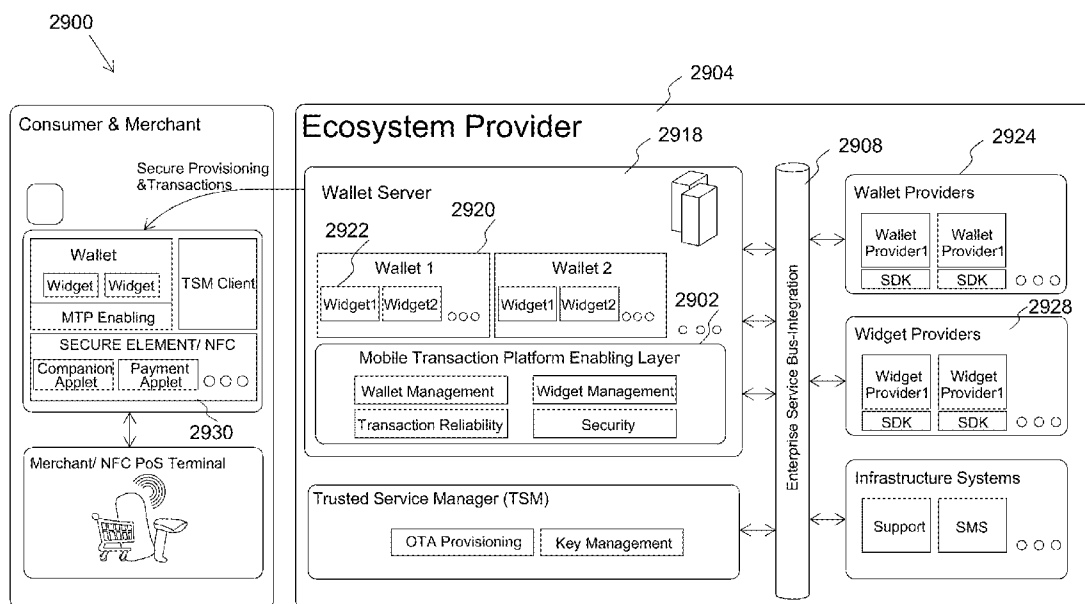 2900
2904
Consumer & Merchant
Secure Provisioning
&Transactions
Wallet
Widget
Widget
TSM Client
MTP Enabling
SECURE ELEMENT/ NFC
Companion
Applet
Payment
Applet
2930
Merchant/ NFC PoS Terminal
Ecosystem Provider
2918
Wallet Server
2920
2922
Wallet 1
Widget1
Widget2
Wallet 2
Widget1
Widget2
2902
Mobile Transaction Platform Enabling Layer
Wallet Management
Widget Management
Transaction Reliability
Security
Trusted Service Manager (TSM)
OTA Provisioning
Key Management
2908
Enterprise Service Bus-Integration
2924
Wallet Providers
Wallet
Provider1
SDK
Wallet
Provider1
SDK
2928
Widget Providers
Widget
Provider1
SDK
Widget
Provider1
SDK
Infrastructure Systems
Support
SMS